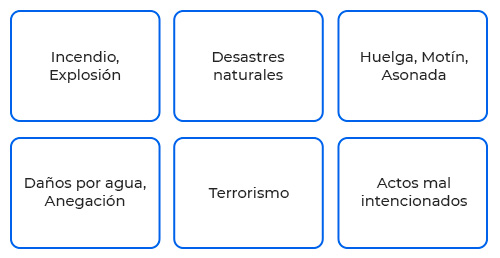 Incendio,
Explosión
Desastres
naturales
Huelga, Motín,
Asonada
Daños por agua,
Anegación
Terrorismo
Actos mal
intencionados